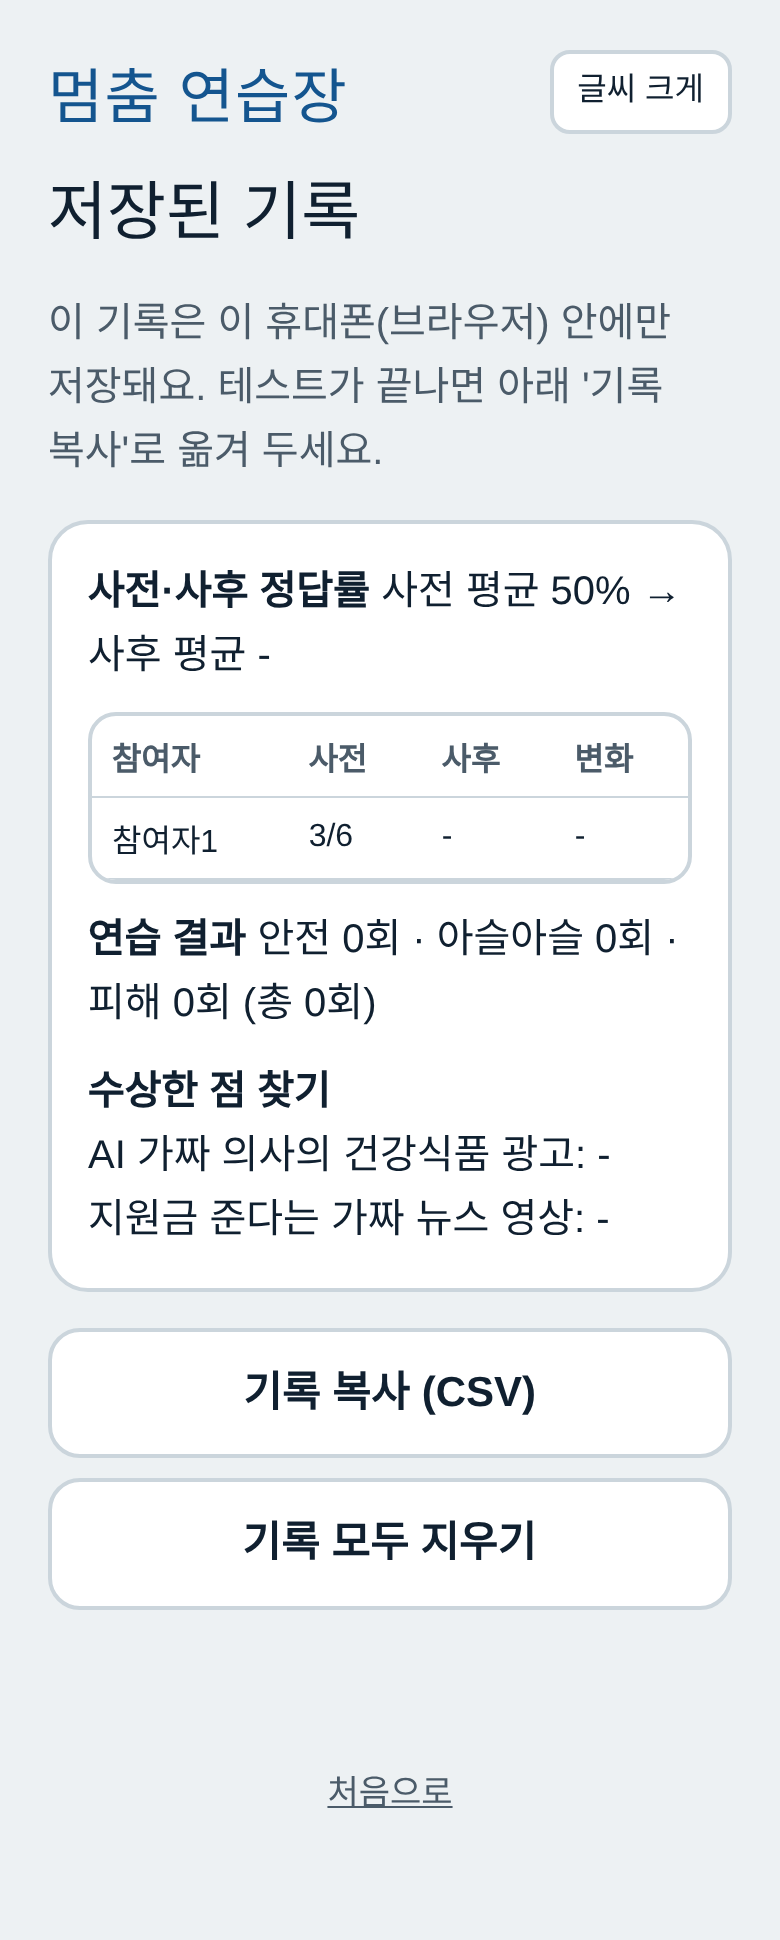 멈춤 연습장
글씨 크게
저장된 기록
이 기록은 이 휴대폰(브라우저) 안에만
저장돼요. 테스트가 끝나면 아래 '기록
복사'로 옮겨 두세요.
사전·사후 정답률 사전 평균 50% →
사후 평균 -
참여자 사전 사후 변화
참여자1 3/6 - -
연습 결과 안전 0회 · 아슬아슬 0회 ·
피해 0회 (총 0회)
수상한 점 찾기
AI 가짜 의사의 건강식품 광고: -
지원금 준다는 가짜 뉴스 영상: -
기록 복사 (CSV)
기록 모두 지우기
처음으로